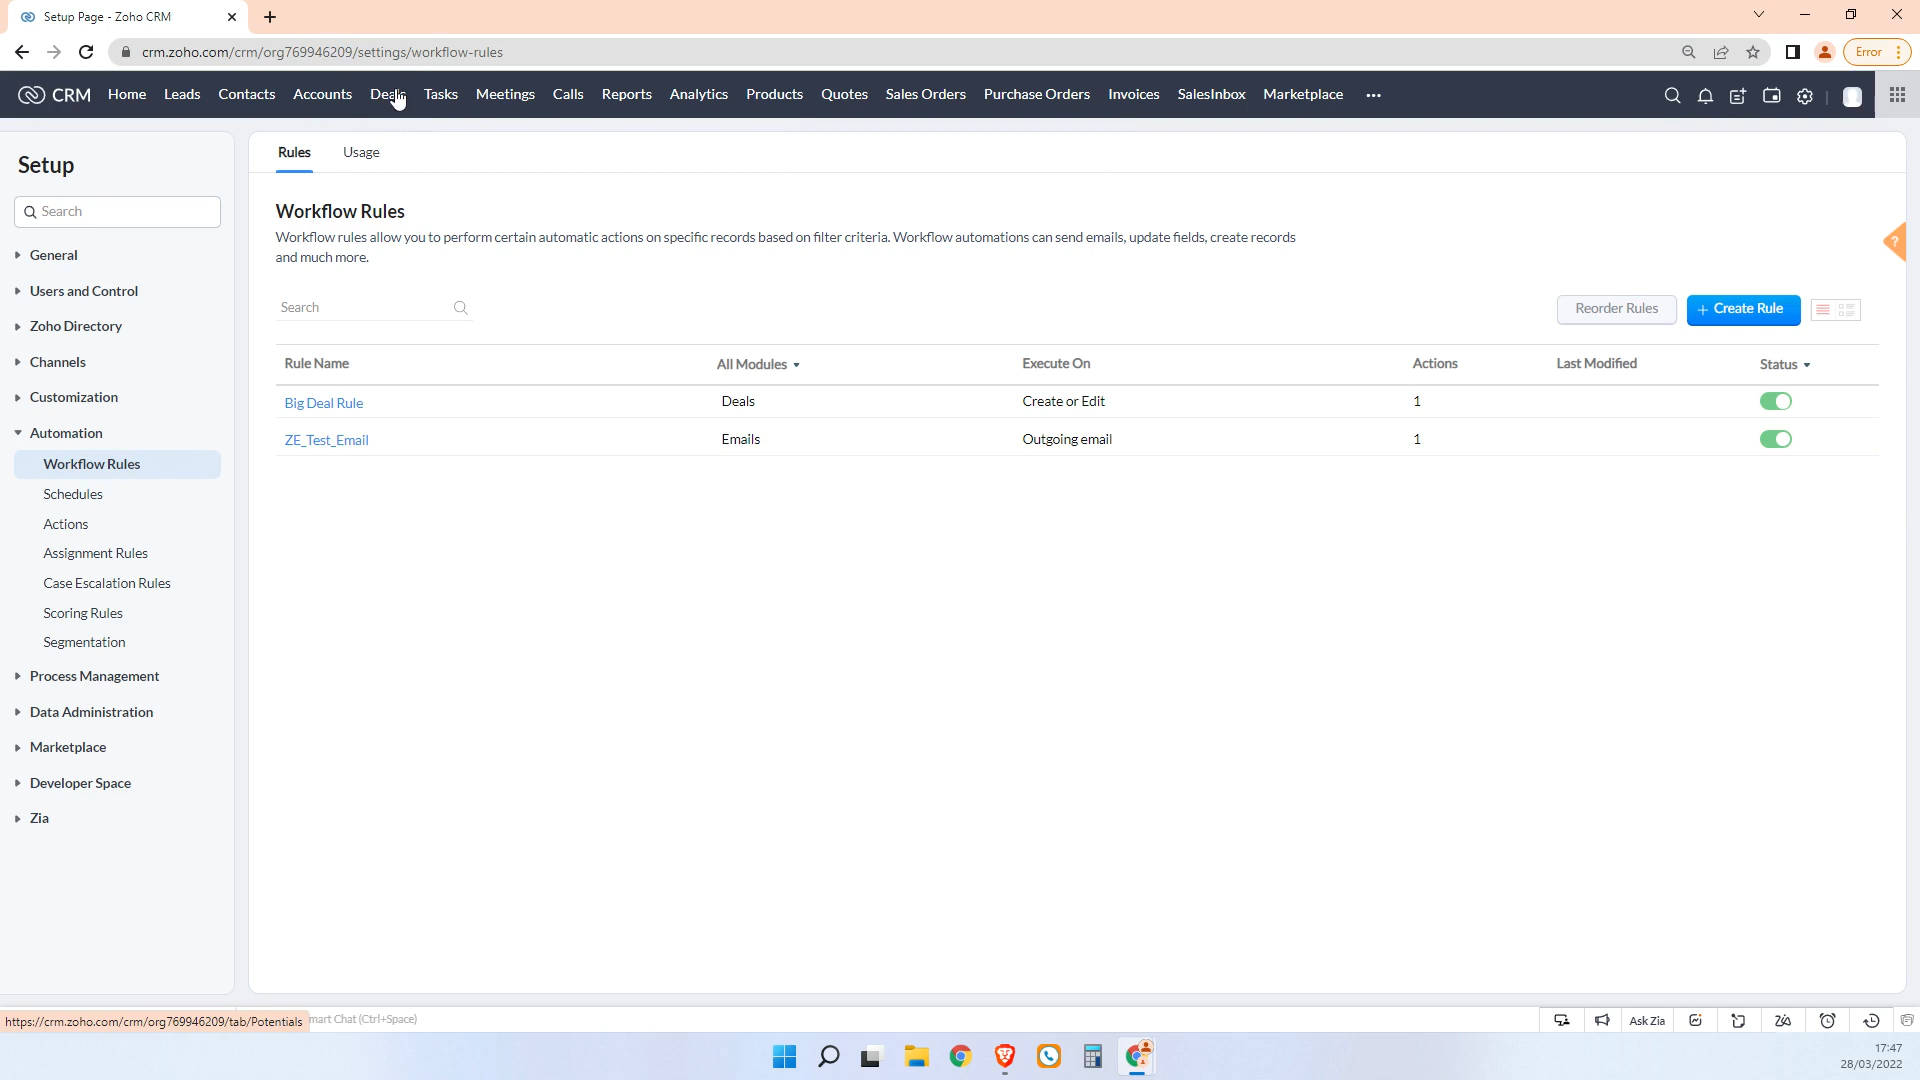 Setup Page - Zoho CRM
crm.zoho.com/crm/org769946209/settings/workflow-rules
Error
CRM Home Leads Contacts Accounts Deals Tasks Meetings Calls Reports Analytics Products Quotes Sales Orders Purchase Orders Invoices SalesInbox Marketplace ...
Setup
Search
General
Users and Control
Zoho Directory
Channels
Customization
Automation
Workflow Rules
Schedules
Actions
Assignment Rules
Case Escalation Rules
Scoring Rules
Segmentation
Process Management
Data Administration
Marketplace
Developer Space
Zia
Rules Usage
Workflow Rules
Workflow rules allow you to perform certain automatic actions on specific records based on filter criteria. Workflow automations can send emails, update fields, create records
and much more.
?
Search
Reorder Rules + Create Rule
Rule Name All Modules Execute On Actions Last Modified Status
Big Deal Rule Deals Create or Edit 1
ZE_Test_Email Emails Outgoing email 1
https://crm.zoho.com/crm/org769946209/tab/Potentials
mart Chat (Ctrl+Space)
Ask Zia
17:47
28/03/2022